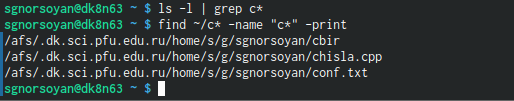 sgnorsoyan@dk8n63 ~ $ ls -l | grep c*
sgnorsoyan@dk8n63 ~ $ find ~/c* -name "c*" -print
/afs/.dk.sci.pfu.edu.ru/home/s/g/sgnorsoyan/cbir
/afs/.dk.sci.pfu.edu.ru/home/s/g/sgnorsoyan/chisla.cpp
/afs/.dk.sci.pfu.edu.ru/home/s/g/sgnorsoyan/conf.txt
sgnorsoyan@dk8n63 ~ $